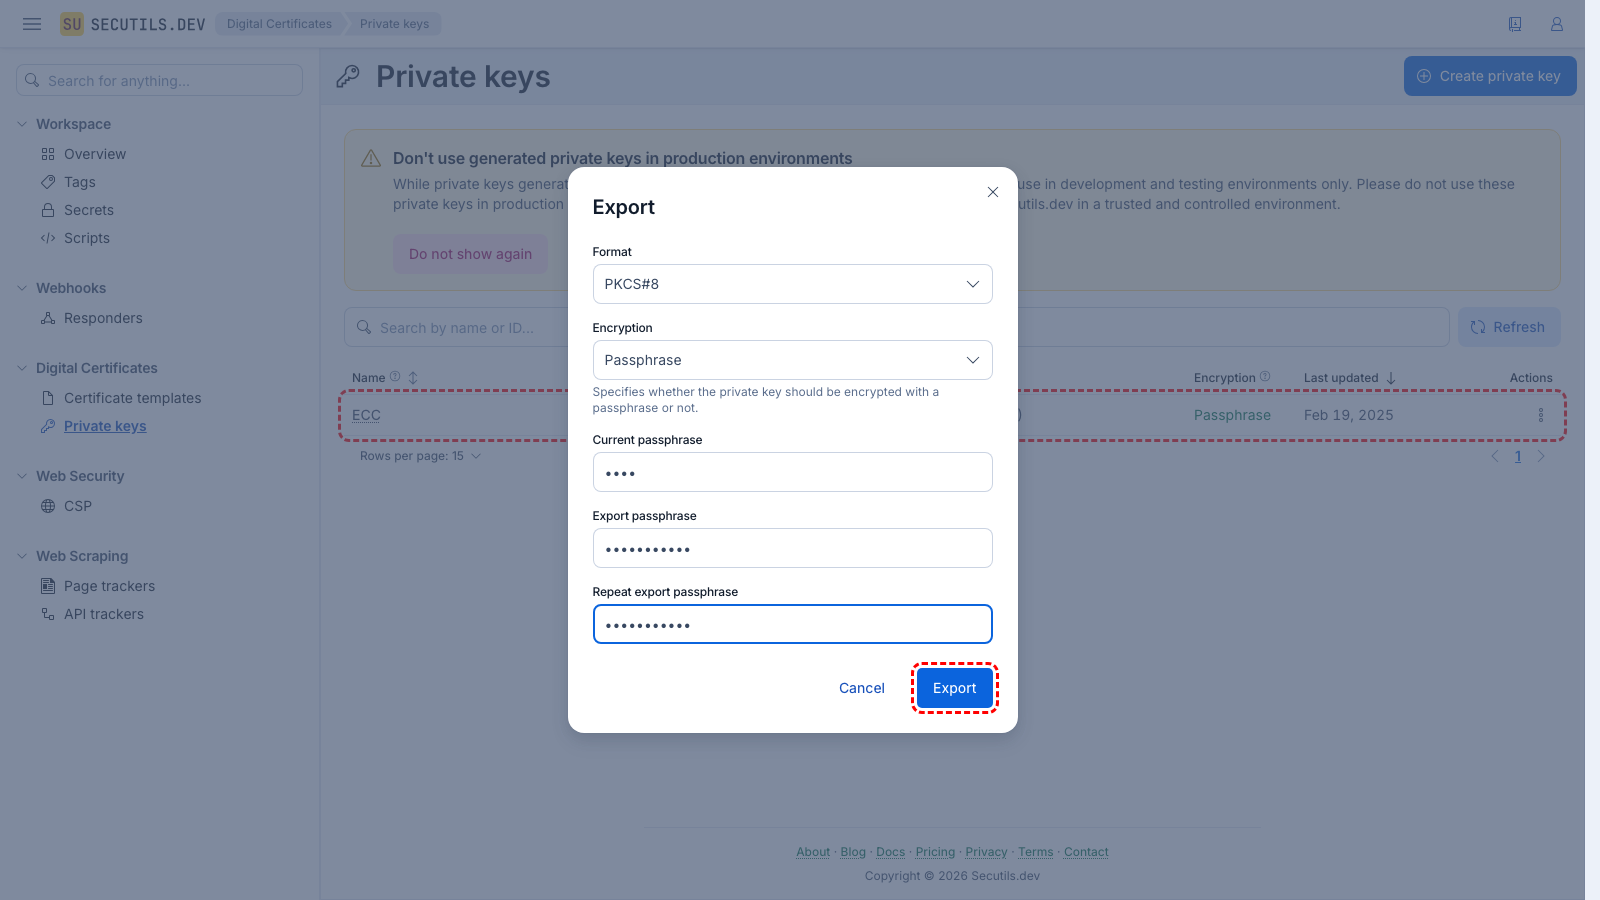 SU SECUTILS.DEV
Digital Certificates
Private keys
Search for anything...
Workspace
Overview
Tags
Secrets
Scripts
Webhooks
Responders
Digital Certificates
Certificate templates
Private keys
Web Security
CSP
Web Scraping
Page trackers
API trackers
Private keys
Create private key
Don't use generated private keys in production environments
While private keys genera
use in development and testing environments only. Please do not use these
private keys in production
utils.dev in a trusted and controlled environment.
Do not show again
Search by name or ID...
Refresh
Name
Encryption
Last updated
Actions
ECC
)
Passphrase
Feb 19, 2025
Rows per page: 15
1
Export
Format
PKCS#8
Encryption
Passphrase
Specifies whether the private key should be encrypted with a
passphrase or not.
Current passphrase
••••
Export passphrase
•••••••••••
Repeat export passphrase
•••••••••••
Cancel
Export
About · Blog · Docs · Pricing · Privacy · Terms · Contact
Copyright © 2026 Secutils.dev